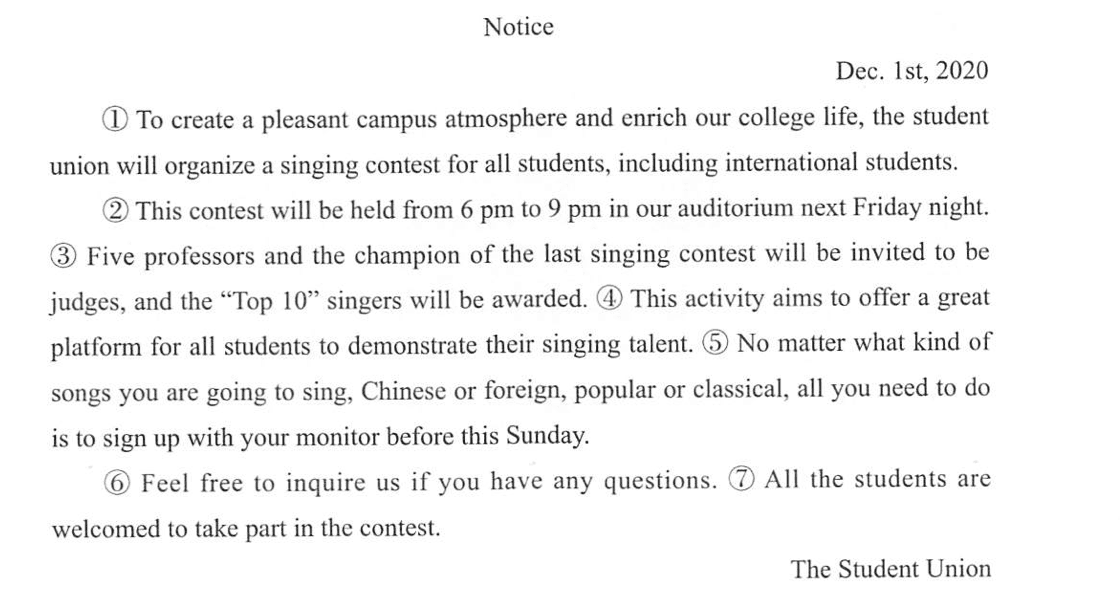 Notice
Dec. 1st, 2020
① To create a pleasant campus atmosphere and enrich our college life, the student
union will organize a singing contest for all students, including international students.
② This contest will be held from 6 pm to 9 pm in our auditorium next Friday night.
③ Five professors and the champion of the last singing contest will be invited to be
judges, and the “Top 10” singers will be awarded. ④ This activity aims to offer a great
platform for all students to demonstrate their singing talent. ⑤ No matter what kind of
songs you are going to sing, Chinese or foreign, popular or classical, all you need to do
is to sign up with your monitor before this Sunday.
⑥ Feel free to inquire us if you have any questions. ⑦ All the students are
welcomed to take part in the contest.
The Student Union